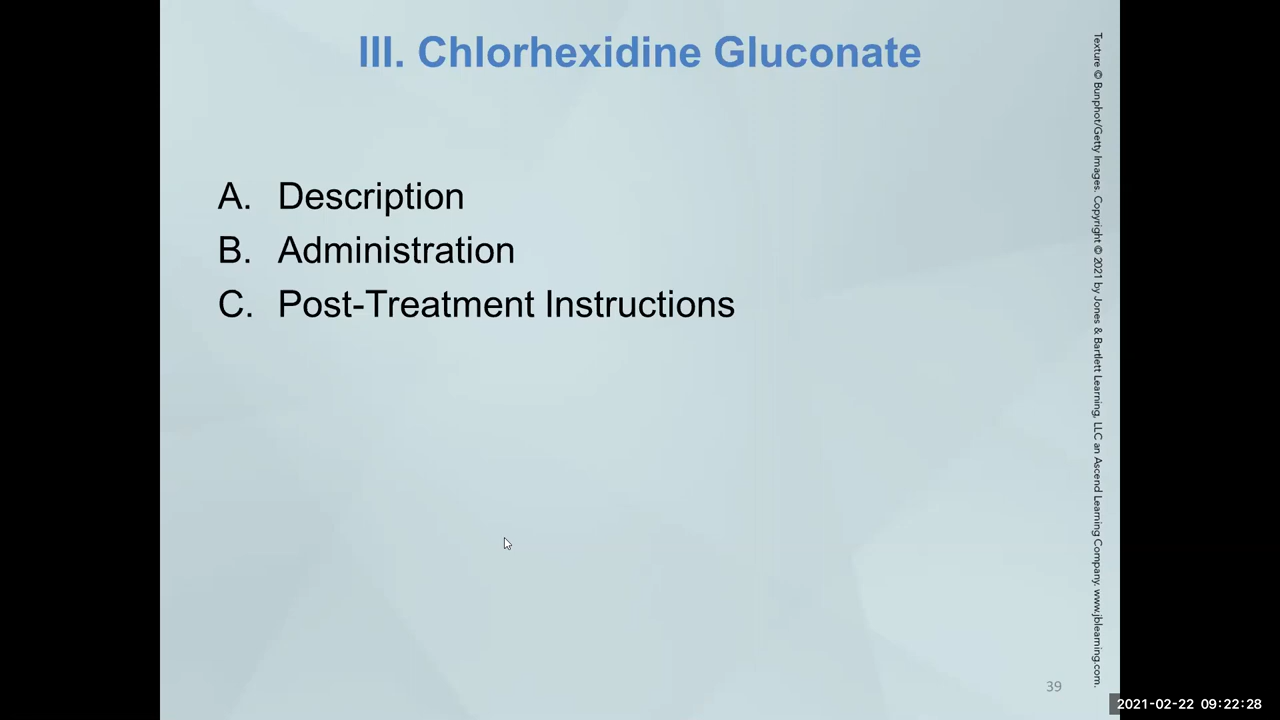 III. Chlorhexidine Gluconate
A. Description
B. Administration
C. Post-Treatment Instructions
Texture © Bunphot/Getty Images. Copyright © 2021 by Jones & Bartlett Learning, LLC an Ascend Learning Company. www.jblearning.com.
39
2021-02-22 09:22:28